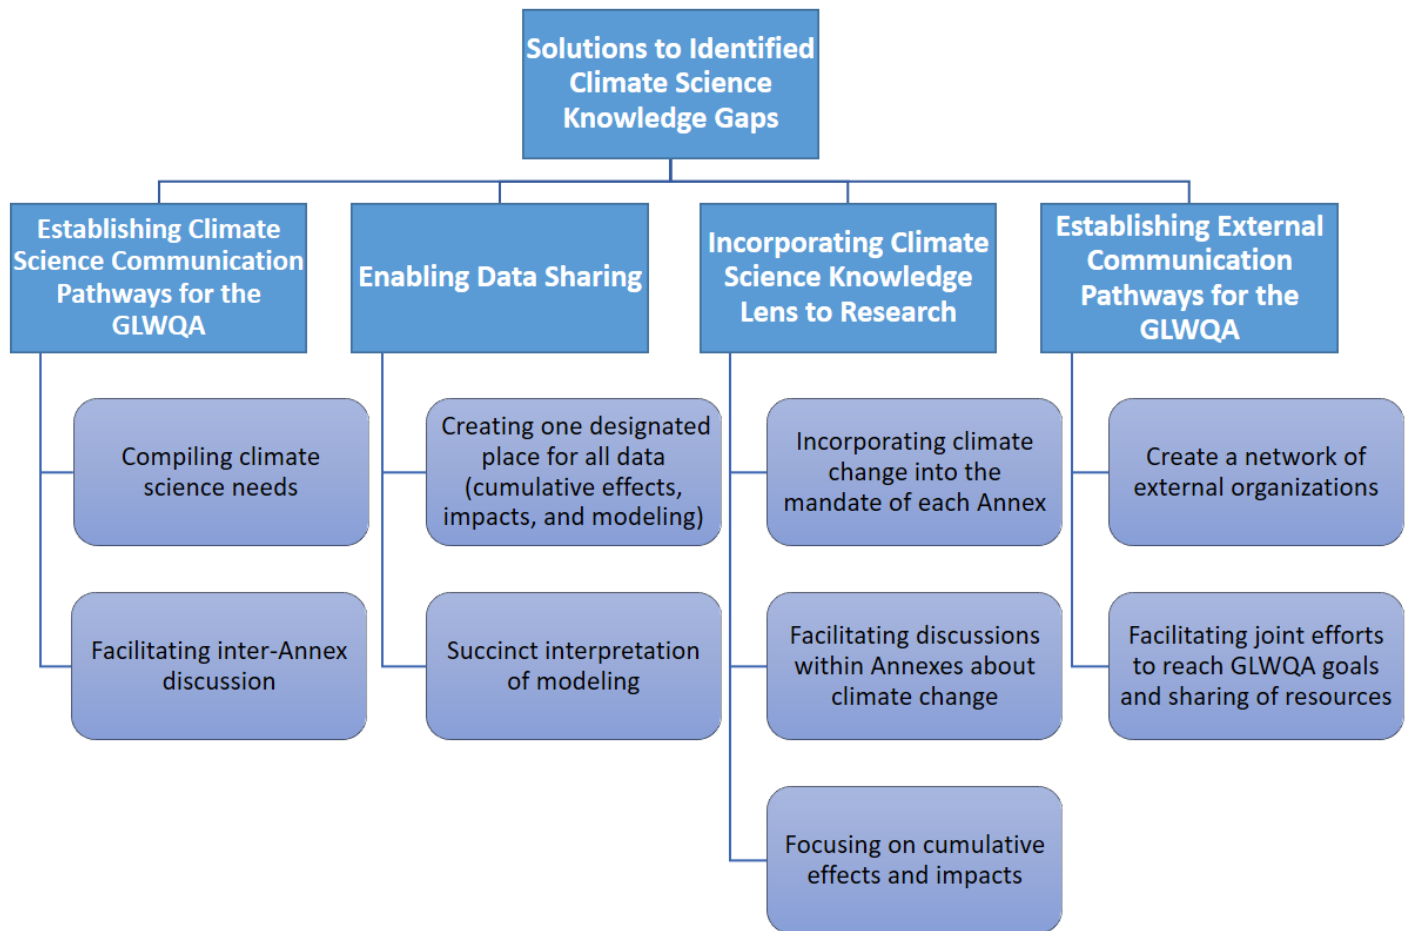 Solutions to Identified
Climate Science
Knowledge Gaps
Establishing Climate
Science Communication
Pathways for the
GLWQA
Compiling climate
science needs
Facilitating inter-Annex
discussion
Enabling Data Sharing
Creating one designated
place for all data
(cumulative effects,
impacts, and modeling)
Succinct interpretation
of modeling
Incorporating Climate
Science Knowledge
Lens to Research
Incorporating climate
change into the
mandate of each Annex
Facilitating discussions
within Annexes about
climate change
Focusing on cumulative
effects and impacts
Establishing External
Communication
Pathways for the
GLWQA
Create a network of
external organizations
Facilitating joint efforts
to reach GLWQA goals
and sharing of resources